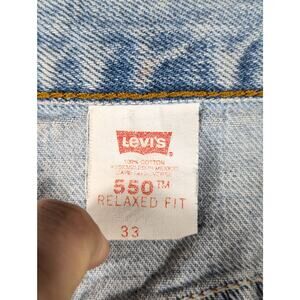 LEVI'S
100% COTTON
550™
RELAXED FIT
33